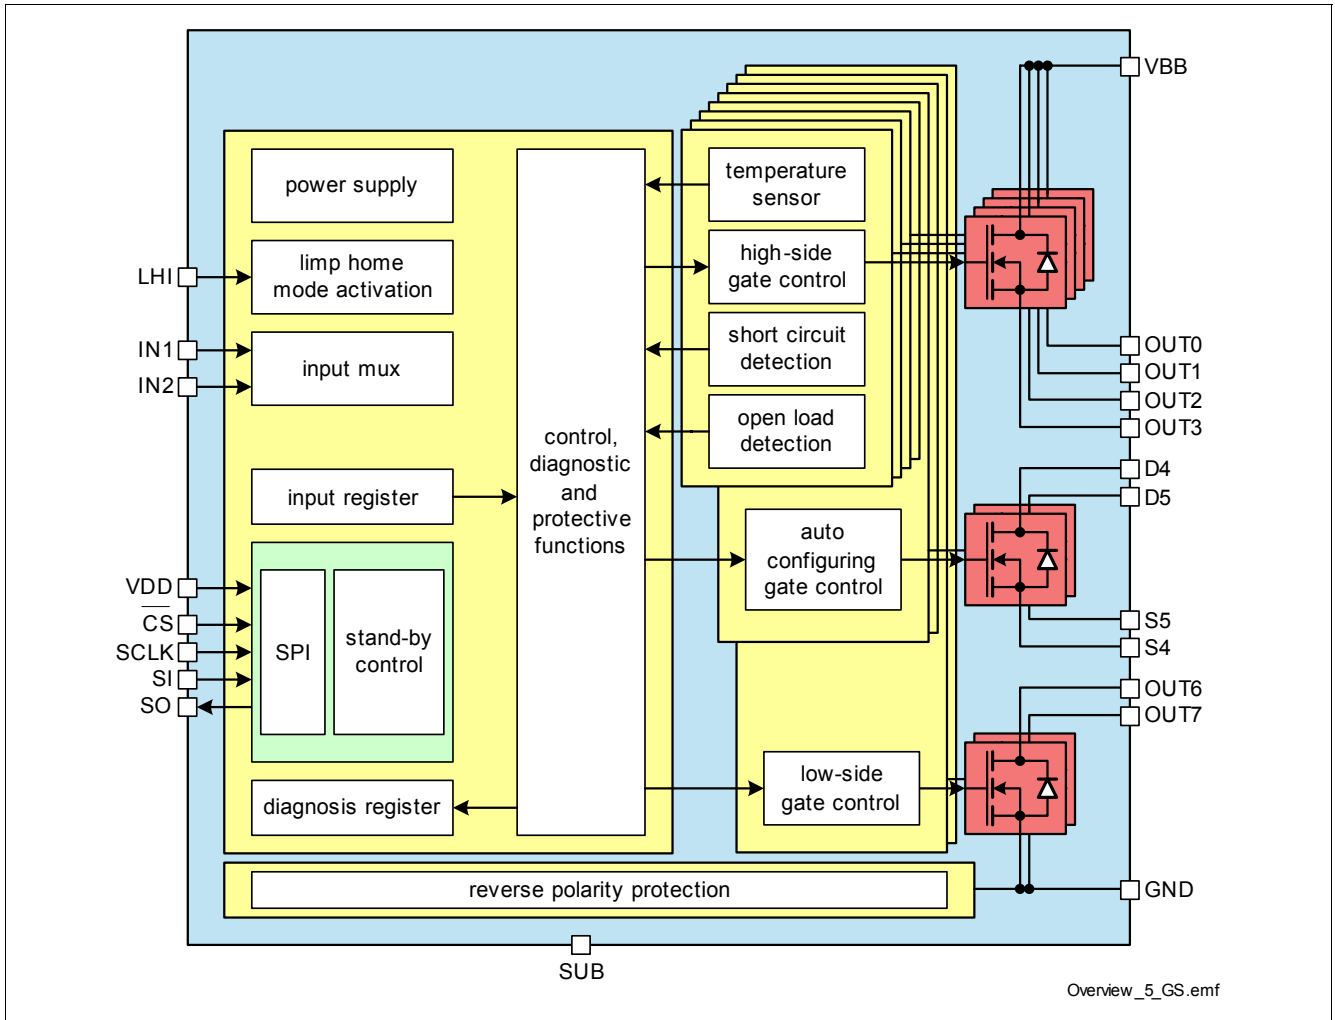 VBB
power supply
temperature
sensor
LHI
limp home
mode activation
high-side
gate control
IN1
IN2
input mux
short circuit
detection
OUT0
OUT1
OUT2
OUT3
open load
detection
control,
diagnostic
and
protective
functions
D4
D5
input register
auto
configuring
gate control
VDD
CS
SCLK
SI
SO
SPI
stand-by
control
S5
S4
OUT6
OUT7
low-side
gate control
diagnosis register
reverse polarity protection
GND
SUB
Overview_5_GS.emf